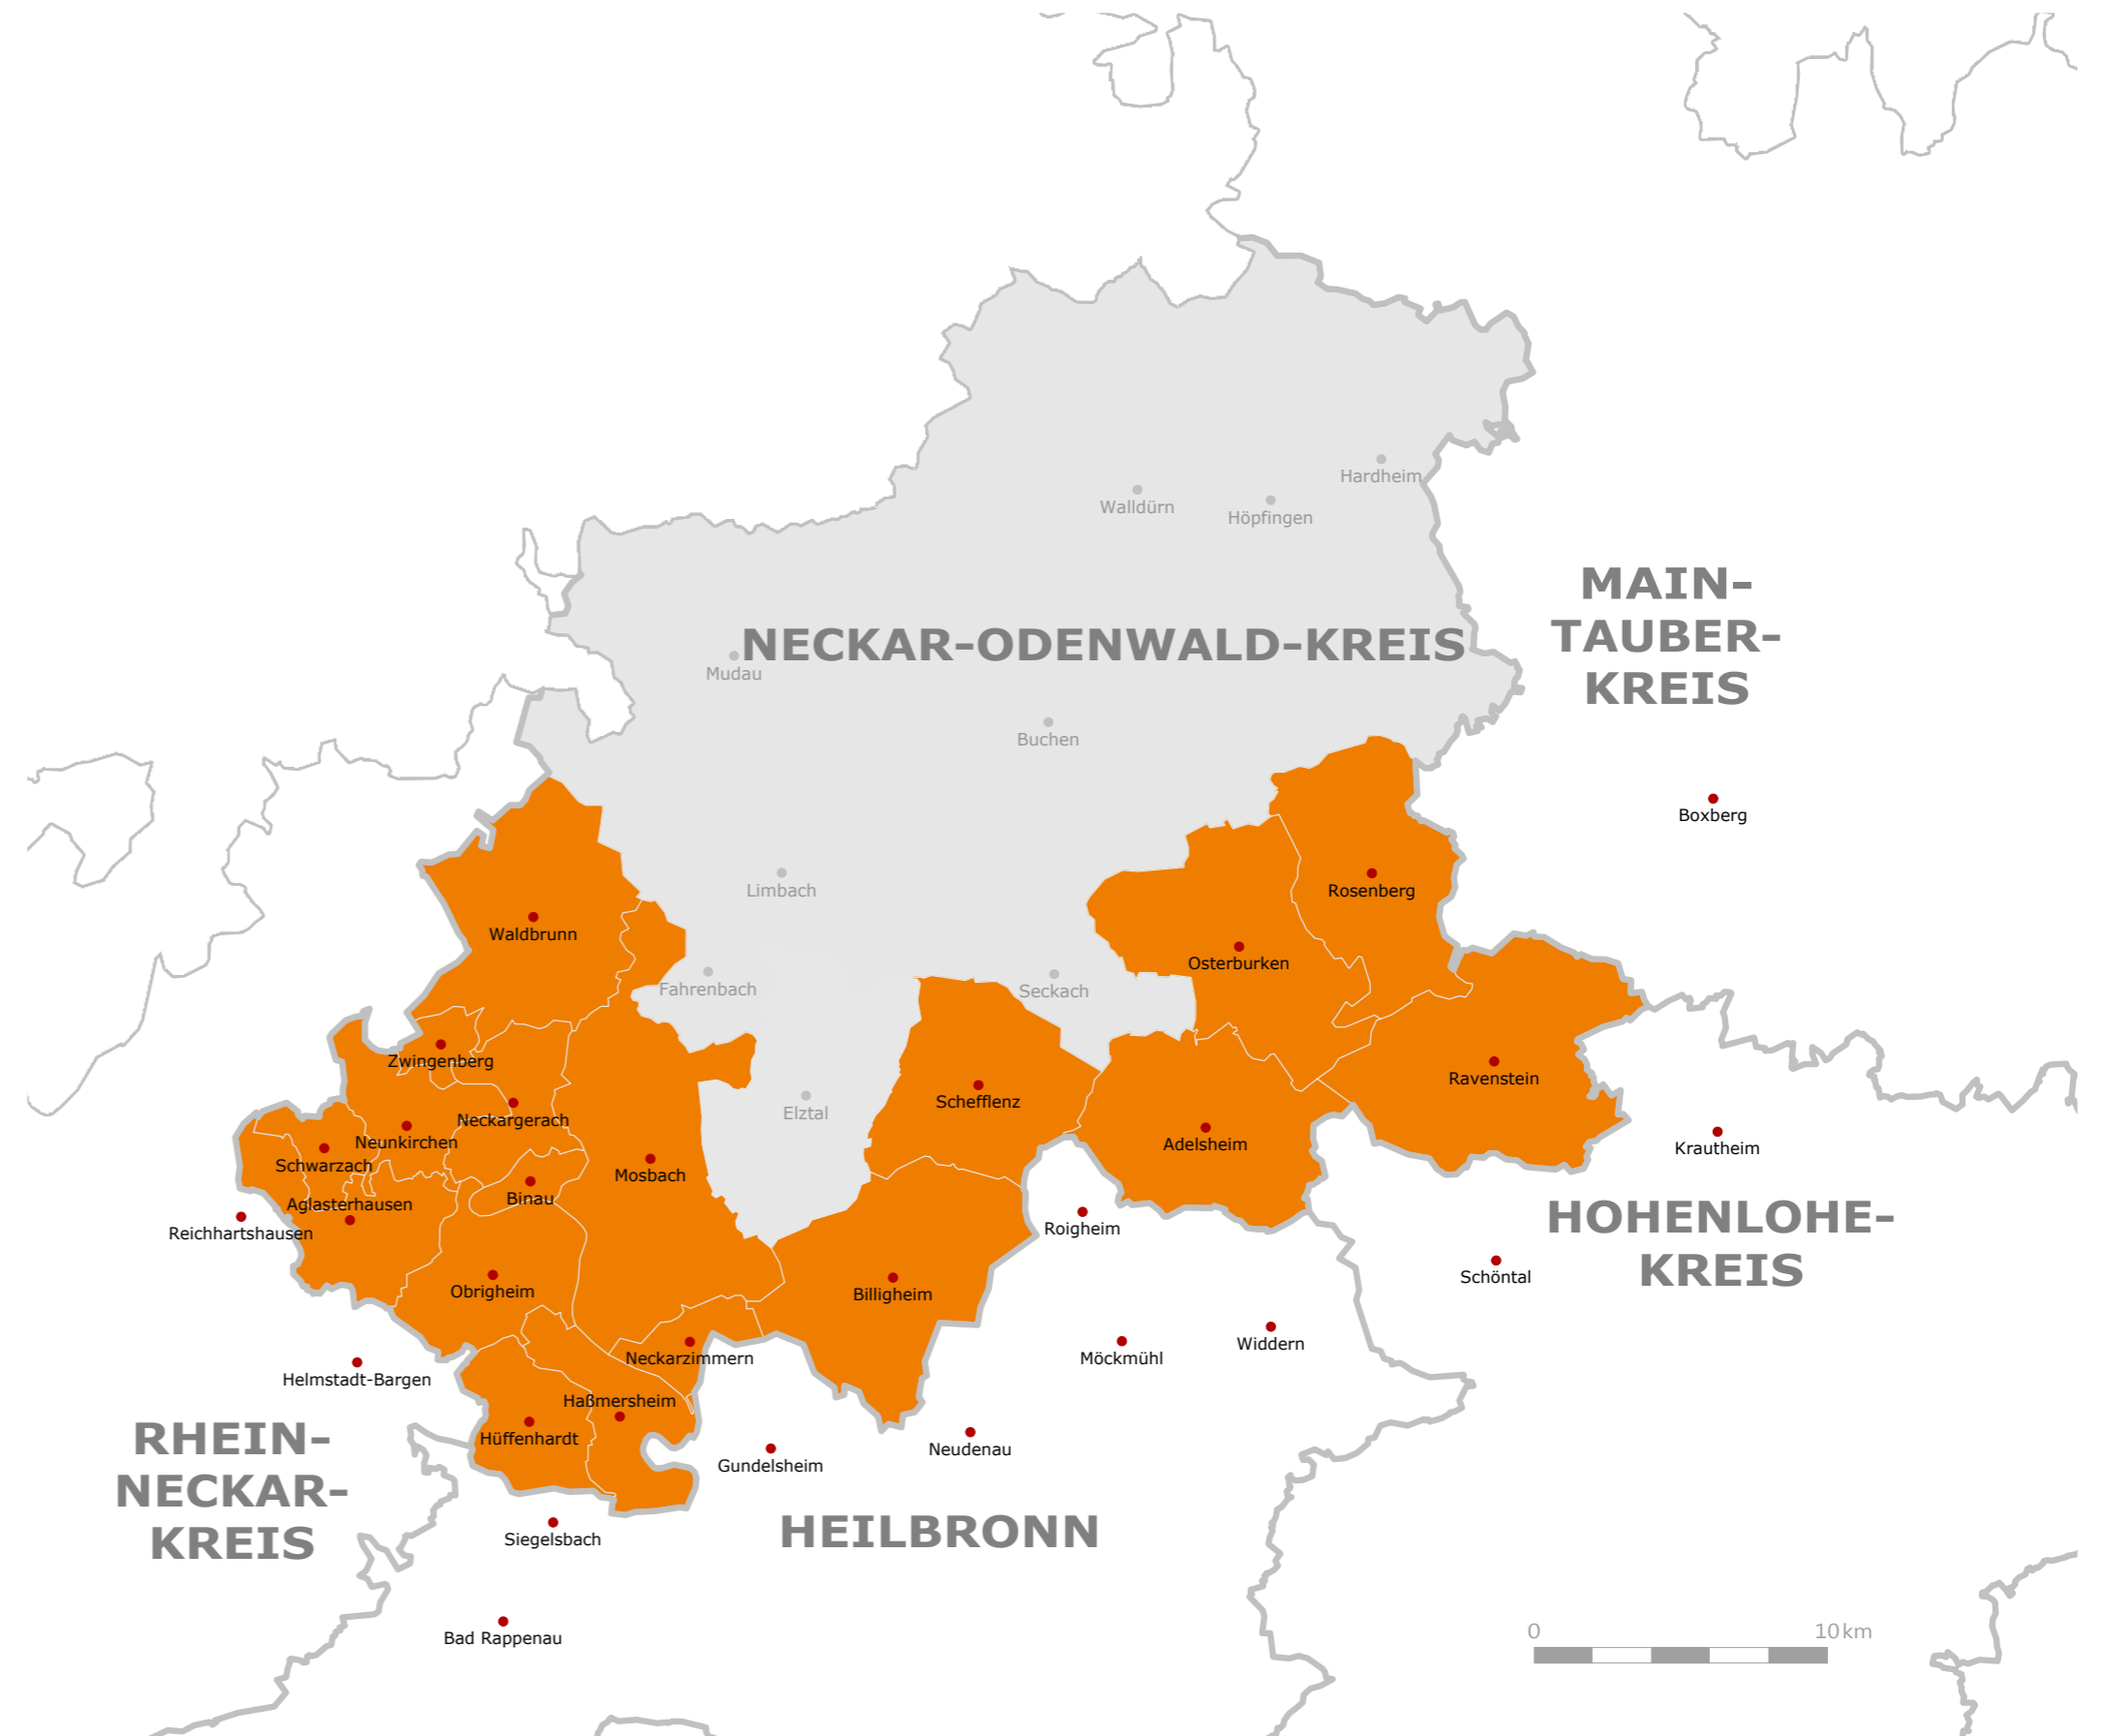 Hardheim
Walldürn
Höpfingen
MAIN-
TAUBER-
KREIS
NECKAR-ODENWALD-KREIS
Mudau
Buchen
Boxberg
Limbach
Rosenberg
Waldbrunn
Osterburken
Fahrenbach
Seckach
Zwingenberg
Ravenstein
Schefflenz
Elztal
Neckargerach
Neunkirchen
Adelsheim
Krautheim
Schwarzach
Mosbach
Binau
Aglasterhausen
Reichhartshausen
Roigheim
HOHENLOHE-
KREIS
Schöntal
Obrigheim
Billigheim
Widdern
Neckarzimmern
Möckmühl
Helmstadt-Bargen
Haßmersheim
RHEIN-
NECKAR-
KREIS
Hüffenhardt
Neudenau
Gundelsheim
HEILBRONN
Siegelsbach
Bad Rappenau
0 10 km